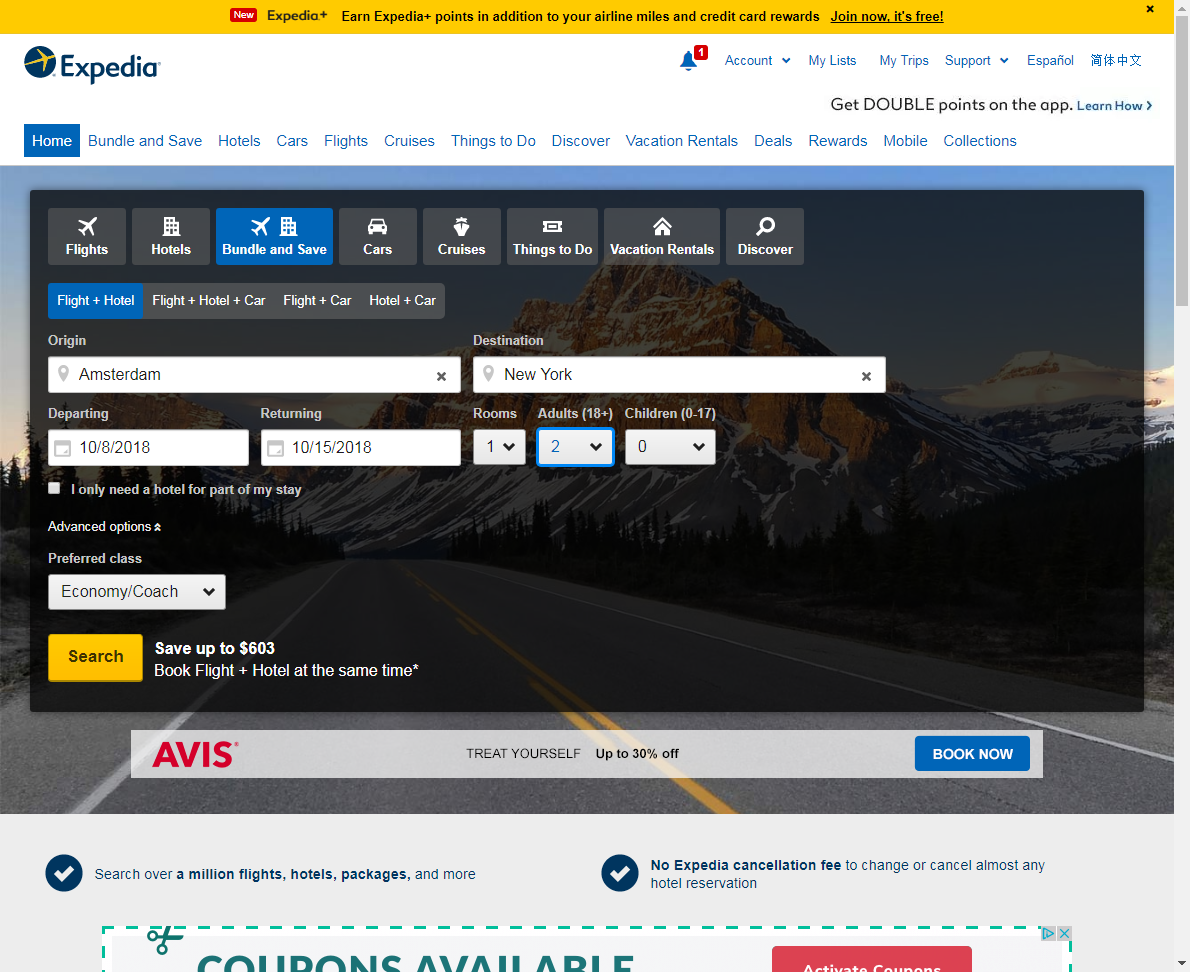 New Expedia+ Earn Expedia+ points in addition to your airline miles and credit card rewards Join now, it's free!
Expedia
1 Account My Lists My Trips Support Español 简体中文
Get DOUBLE points on the app. Learn How
Home Bundle and Save Hotels Cars Flights Cruises Things to Do Discover Vacation Rentals Deals Rewards Mobile Collections
Flights Hotels Bundle and Save Cars Cruises Things to Do Vacation Rentals Discover
Flight + Hotel Flight + Hotel + Car Flight + Car Hotel + Car
Origin Destination
Amsterdam New York
Departing Returning Rooms Adults (18+) Children (0-17)
10/8/2018 10/15/2018 1 2 0
I only need a hotel for part of my stay
Advanced options
Preferred class
Economy/Coach
Search Save up to $603
Book Flight + Hotel at the same time*
AVIS TREAT YOURSELF Up to 30% off BOOK NOW
Search over a million flights, hotels, packages, and more
No Expedia cancellation fee to change or cancel almost any
hotel reservation
COUPONS AVAILABLE
Activate Coupons